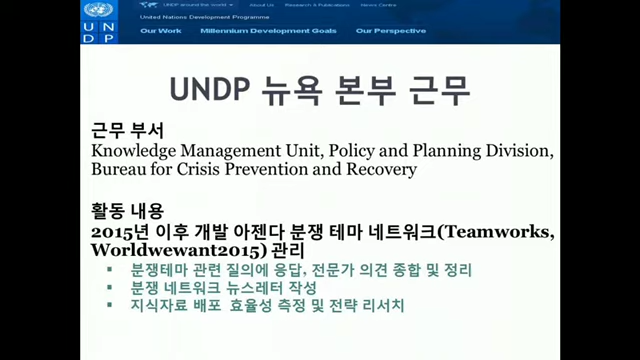 UNDP around the world
About Us
Research & Publications
News Centre
United Nations Development Programme
U N
D P
Our Work
Millennium Development Goals
Our Perspective
UNDP 뉴욕 본부 근무
근무 부서
Knowledge Management Unit, Policy and Planning Division,
Bureau for Crisis Prevention and Recovery
활동 내용
2015년 이후 개발 아젠다 분쟁 테마 네트워크(Teamworks,
Worldwewant2015) 관리
▪ 분쟁테마 관련 질의에 응답, 전문가 의견 종합 및 정리
▪ 분쟁 네트워크 뉴스레터 작성
▪ 지식자료 배포 효율성 측정 및 전략 리서치